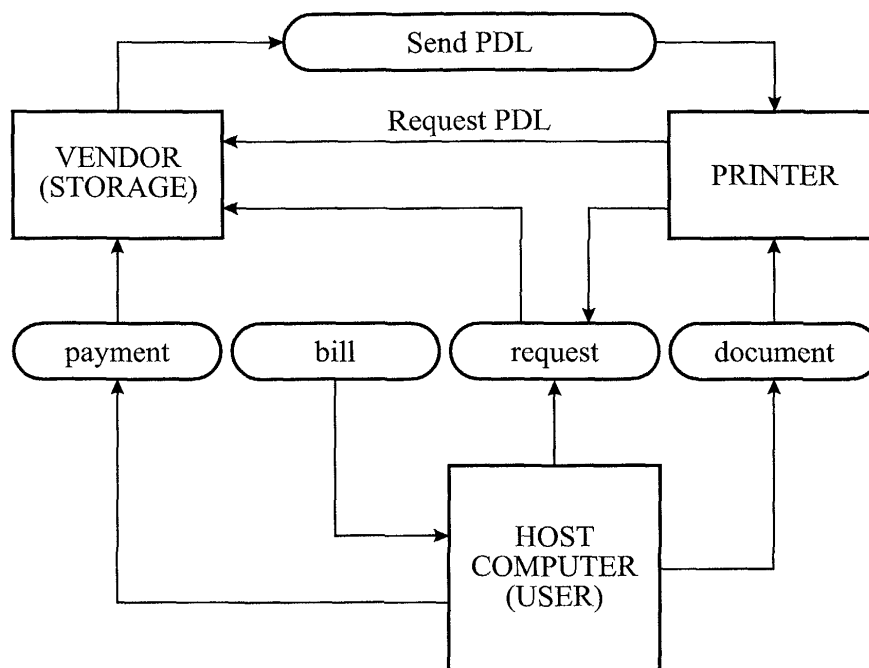 Send PDL
Request PDL
VENDOR
(STORAGE)
PRINTER
payment
bill
request
document
HOST
COMPUTER
(USER)